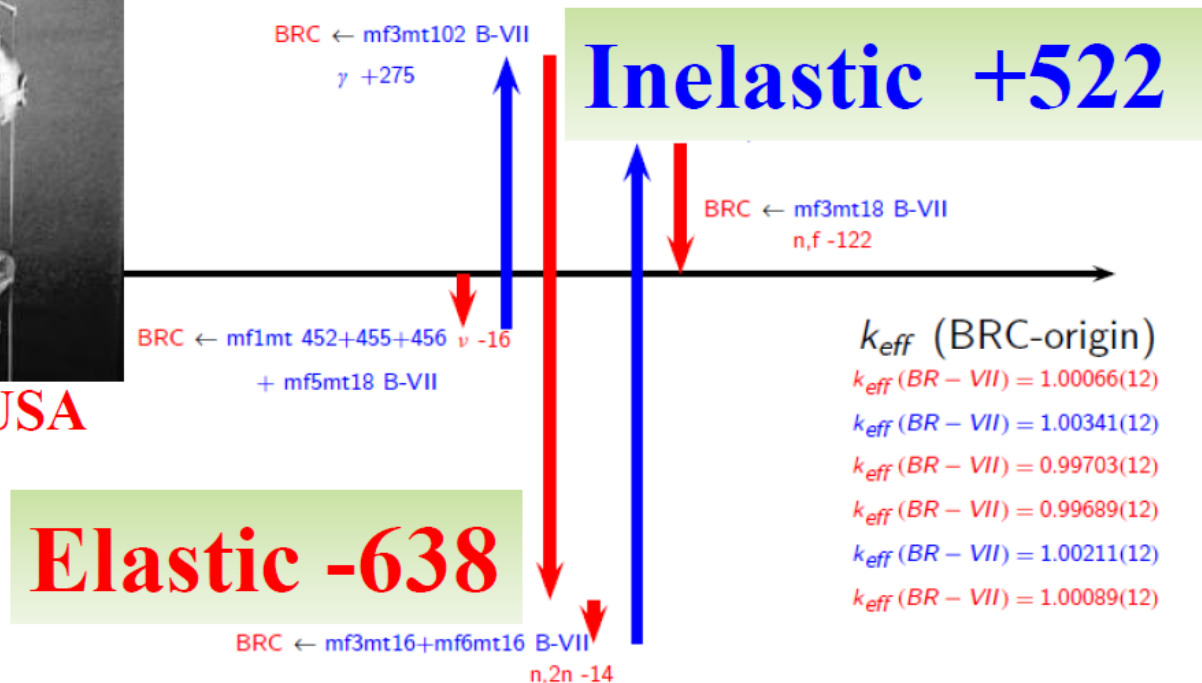 BRC ← mf3mt102 B-VII
γ +275
Inelastic +522
BRC ← mf3mt18 B-VII
n,f -122
BRC ← mf1mt 452+455+456 ν -16
+ mf5mt18 B-VII
USA
k_eff (BRC-origin)
k_eff (BR − VII) = 1.00066(12)
k_eff (BR − VII) = 1.00341(12)
k_eff (BR − VII) = 0.99703(12)
k_eff (BR − VII) = 0.99689(12)
k_eff (BR − VII) = 1.00211(12)
k_eff (BR − VII) = 1.00089(12)
Elastic -638
BRC ← mf3mt16+mf6mt16 B-VII
n,2n -14